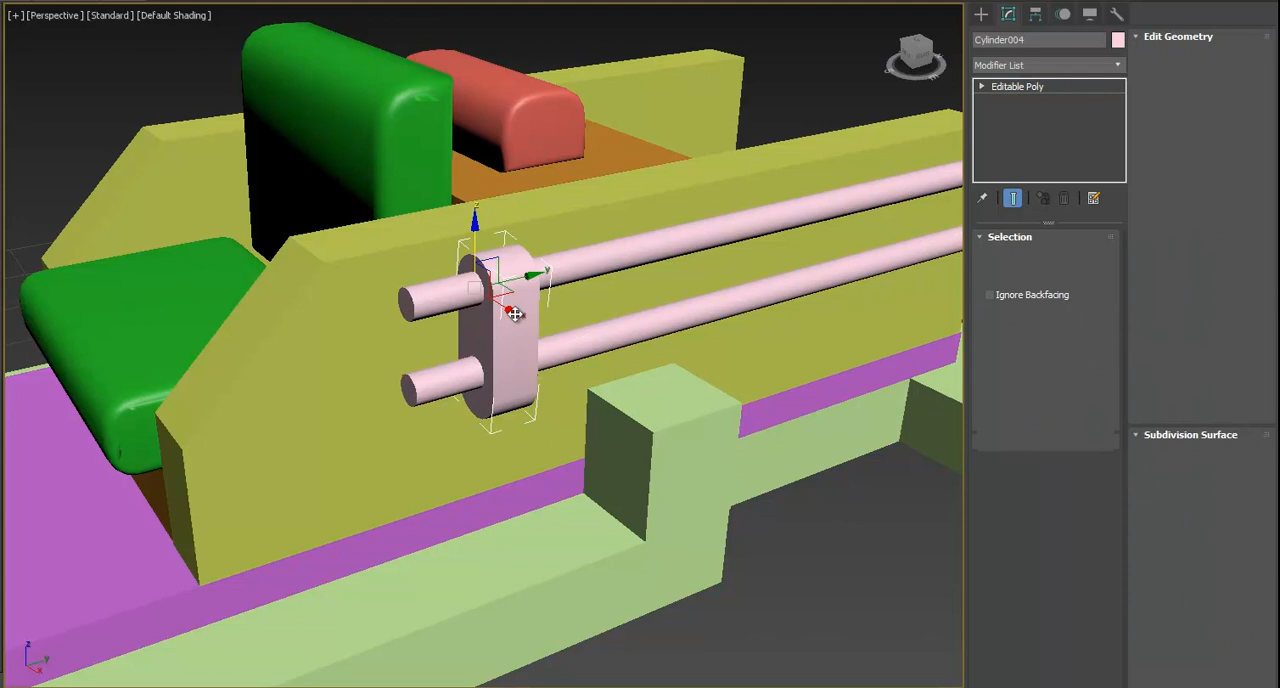 [+] [Perspective] [Standard] [Default Shading]
Cylinder004
Modifier List
Editable Poly
Selection
Ignore Backfacing
Edit Geometry
Subdivision Surface
z
y
x
z
y
x